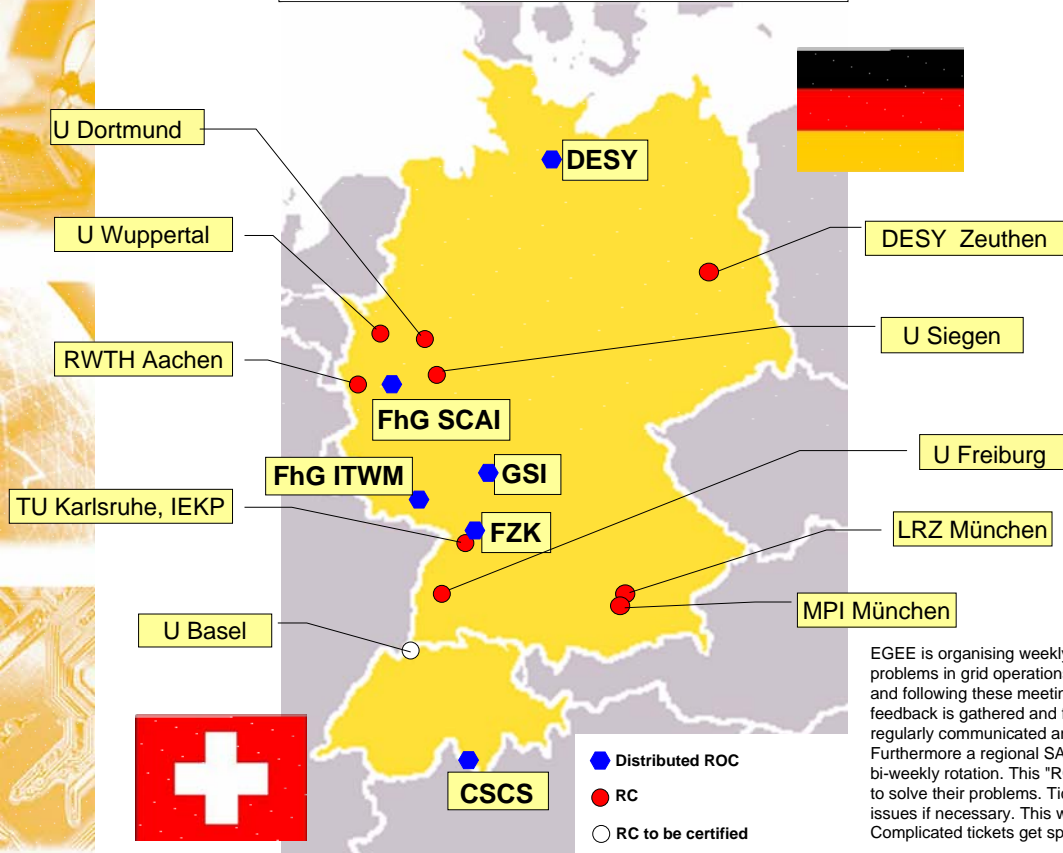 U Dortmund
DESY
U Wuppertal
DESY Zeuthen
RWTH Aachen
U Siegen
FhG SCAI
FhG ITWM
GSI
U Freiburg
TU Karlsruhe, IEKP
FZK
LRZ München
MPI München
U Basel
CSCS
Distributed ROC
RC
RC to be certified
EGEE is organising weekly
problems in grid operation
and following these meetin
feedback is gathered and
regularly communicated a
Furthermore a regional SA
bi-weekly rotation. This "R
to solve their problems. Tic
issues if necessary. This w
Complicated tickets get sp